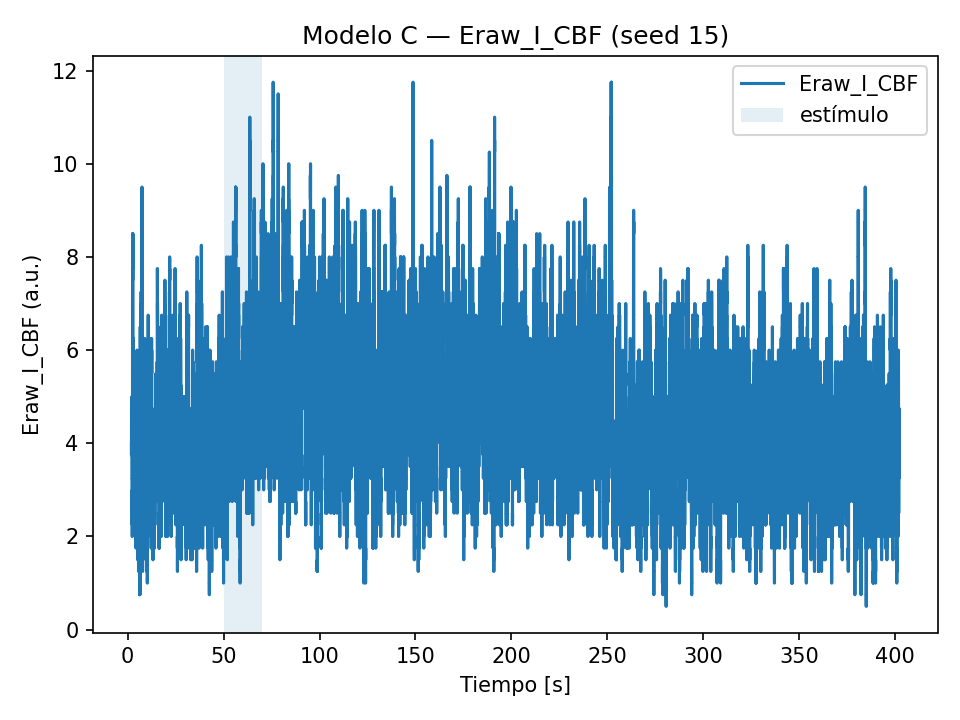 Modelo C — Eraw_I_CBF (seed 15)
Eraw_I_CBF
estímulo
Eraw_I_CBF (a.u.)
12
10
8
6
4
2
0
0 50 100 150 200 250 300 350 400
Tiempo [s]